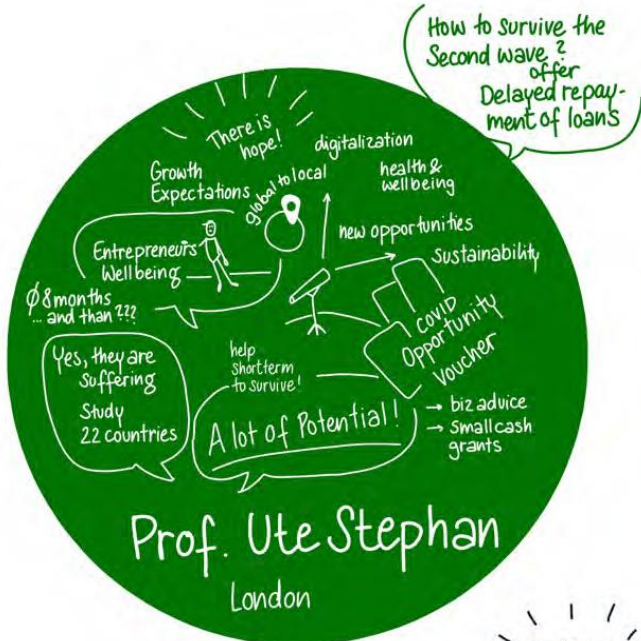 How to survive the
Second wave?
offer
Delayed repay-
ment of loans
There is
hope!
digitalization
Growth
Expectations
global to local
health &
wellbeing
new opportunities
Entrepreneurs'
Wellbeing
Sustainability
Ø 8 months
... and than ???
covid
Opportunity
Voucher
Yes, they are
suffering
Study
22 countries
help
short term
to survive!
A lot of Potential!
→ biz advice
→ small cash
grants
Prof. Ute Stephan
London